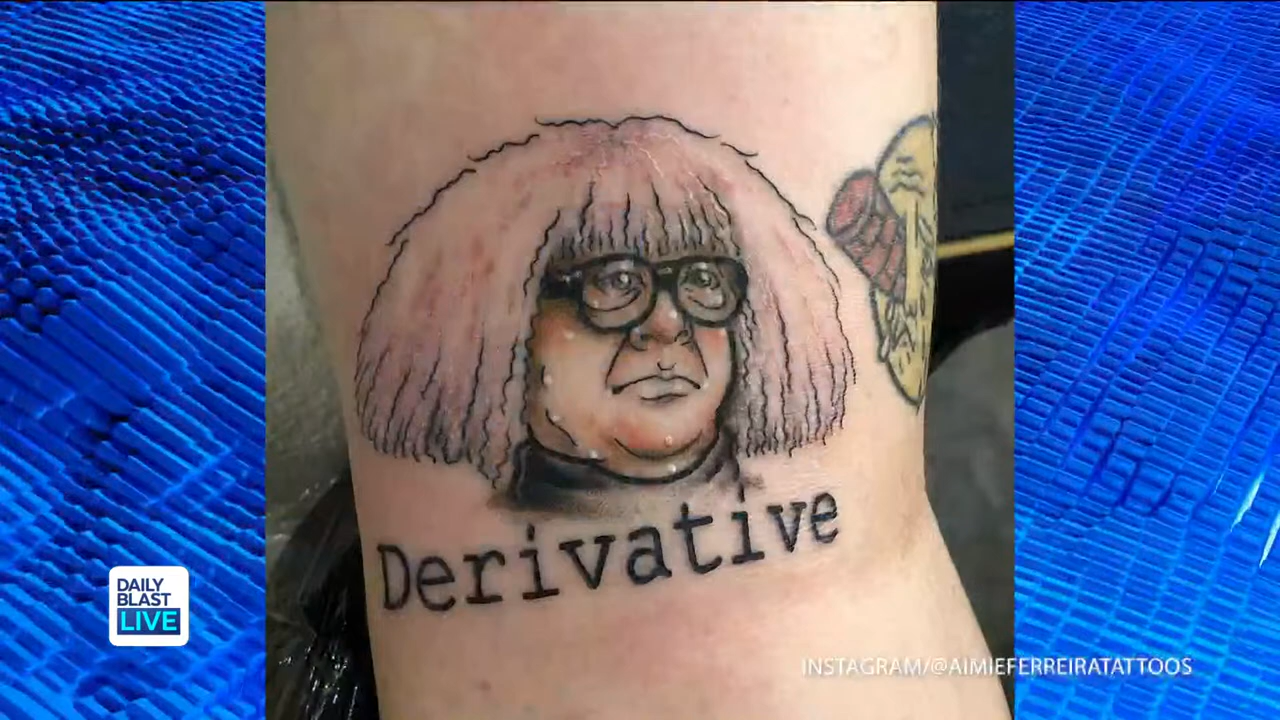 Derivative
DAILY
BLAST
LIVE
INSTAGRAM/@AIMIEFERREIRATATTOOS